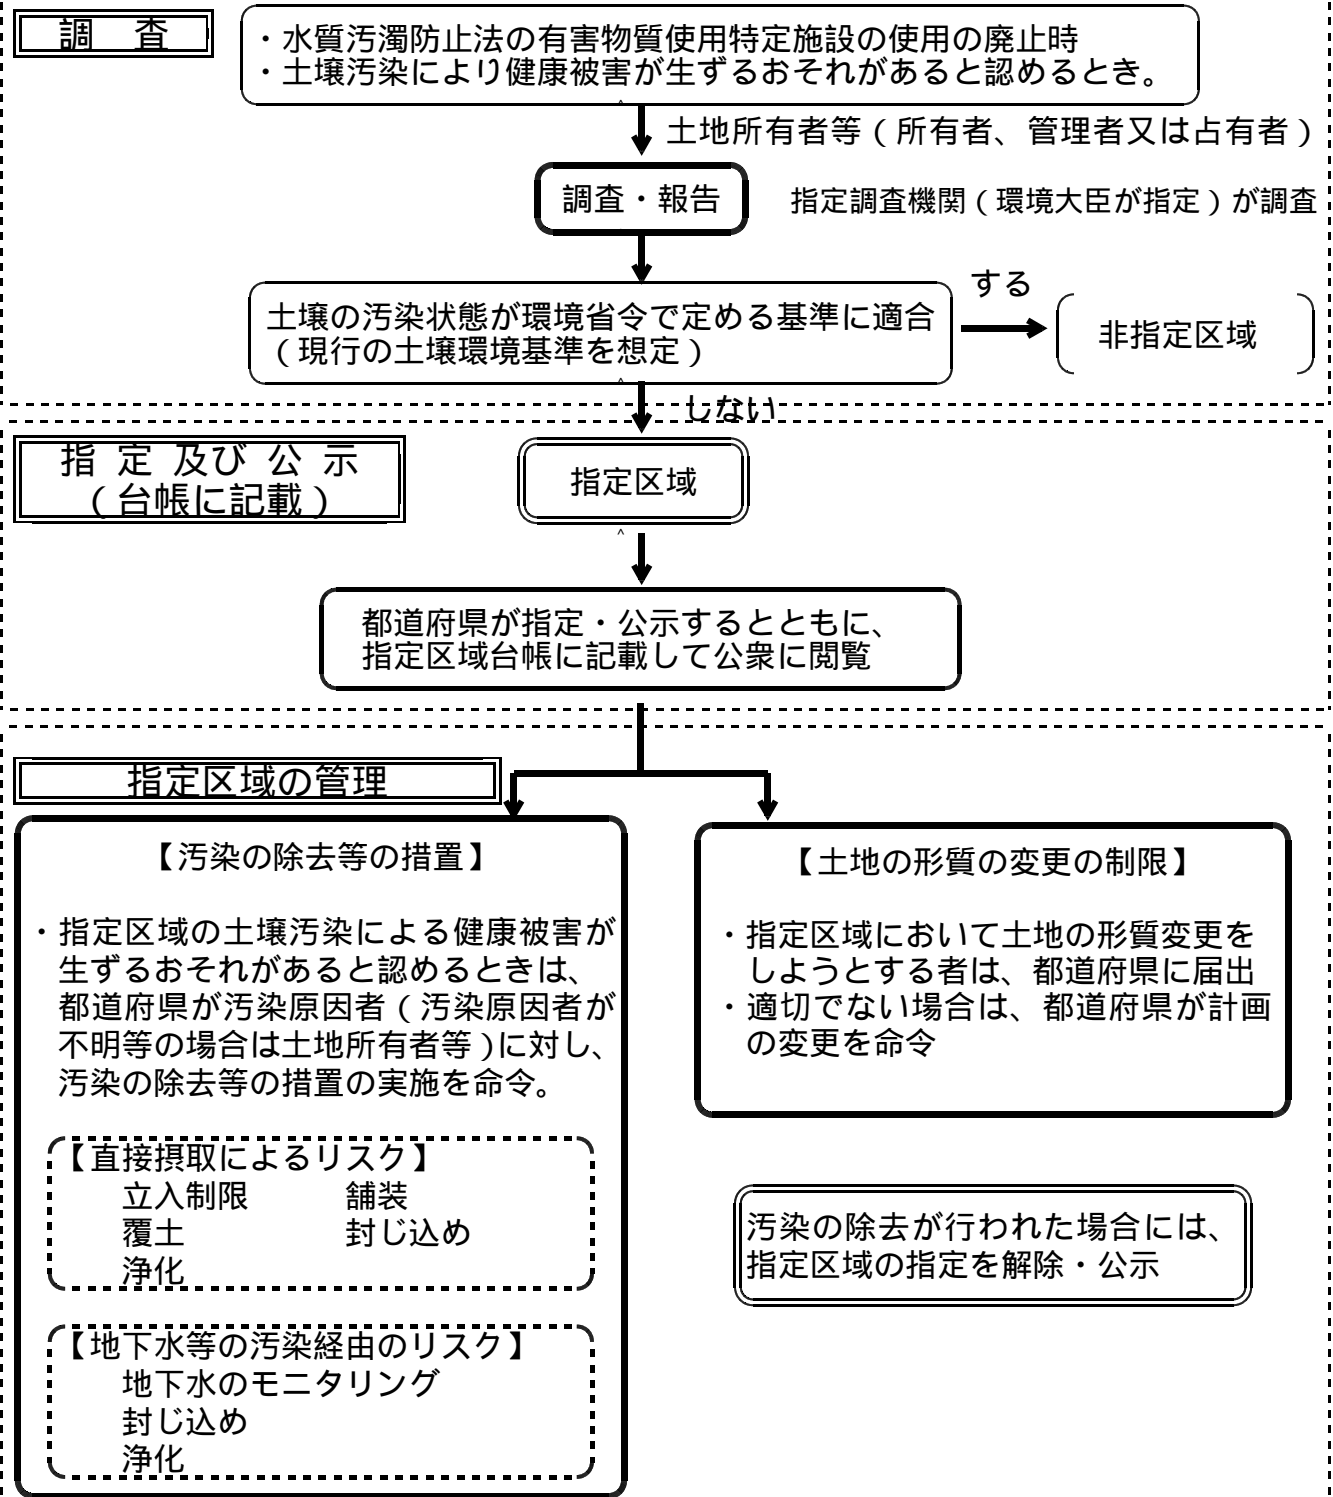 調　査
・水質汚濁防止法の有害物質使用特定施設の使用の廃止時
・土壌汚染により健康被害が生ずるおそれがあると認めるとき。
土地所有者等（所有者、管理者又は占有者）
調査・報告
指定調査機関（環境大臣が指定）が調査
する
土壌の汚染状態が環境省令で定める基準に適合
（現行の土壌環境基準を想定）
非指定区域
しない
指 定 及び 公 示
（台帳に記載）
指定区域
都道府県が指定・公示するとともに、
指定区域台帳に記載して公衆に閲覧
指定区域の管理
【汚染の除去等の措置】
・指定区域の土壌汚染による健康被害が
生ずるおそれがあると認めるときは、
都道府県が汚染原因者（汚染原因者が
不明等の場合は土地所有者等）に対し、
汚染の除去等の措置の実施を命令。
【直接摂取によるリスク】
立入制限　　　舗装
覆土　　　　封じ込め
浄化
【地下水等の汚染経由のリスク】
地下水のモニタリング
封じ込め
浄化
【土地の形質の変更の制限】
・指定区域において土地の形質変更を
しようとする者は、都道府県に届出
・適切でない場合は、都道府県が計画
の変更を命令
汚染の除去が行われた場合には、
指定区域の指定を解除・公示